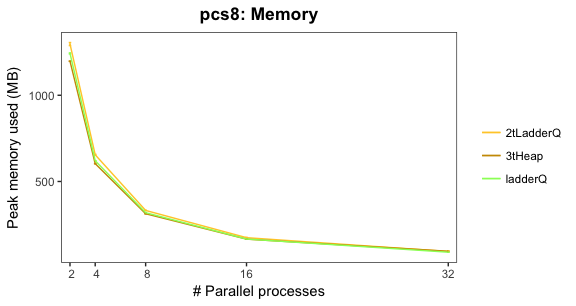 pcs8: Memory
Peak memory used (MB)
1000
500
2 4 8 16 32
# Parallel processes
2tLadderQ
3tHeap
ladderQ